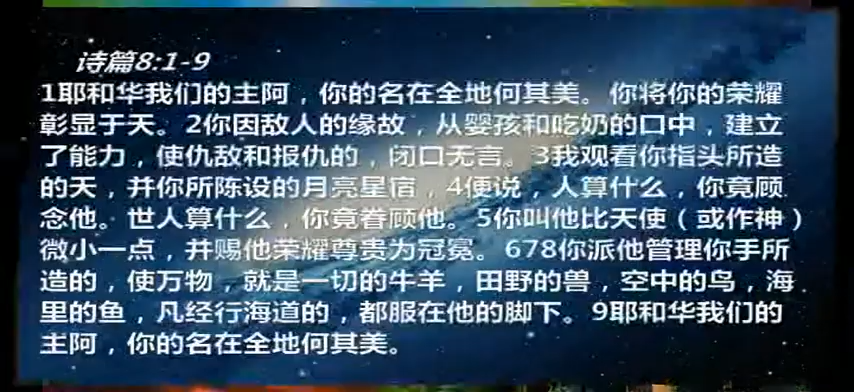 诗篇8:1-9
1耶和华我们的主阿，你的名在全地何其美。你将你的荣耀
彰显于天。2你因敌人的缘故，从婴孩和吃奶的口中，建立
了能力，使仇敌和报仇的，闭口无言。3我观看你指头所造
的天，并你所陈设的月亮星宿，4便说，人算什么，你竟顾
念他。世人算什么，你竟眷顾他。5你叫他比天使（或作神）
微小一点，并赐他荣耀尊贵为冠冕。678你派他管理你手所
造的，使万物，就是一切的牛羊，田野的兽，空中的鸟，海
里的鱼，凡经行海道的，都服在他的脚下。9耶和华我们的
主阿，你的名在全地何其美。